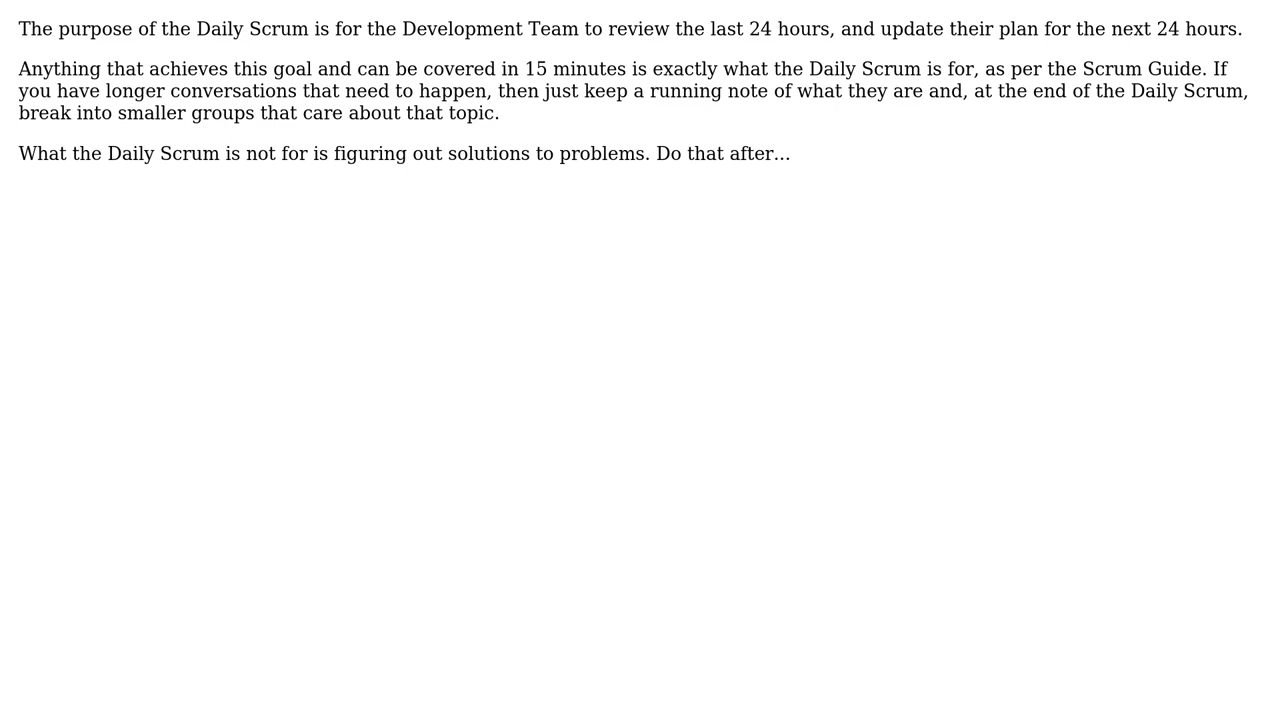 The purpose of the Daily Scrum is for the Development Team to review the last 24 hours, and update their plan for the next 24 hours.
Anything that achieves this goal and can be covered in 15 minutes is exactly what the Daily Scrum is for, as per the Scrum Guide. If
you have longer conversations that need to happen, then just keep a running note of what they are and, at the end of the Daily Scrum,
break into smaller groups that care about that topic.
What the Daily Scrum is not for is figuring out solutions to problems. Do that after…